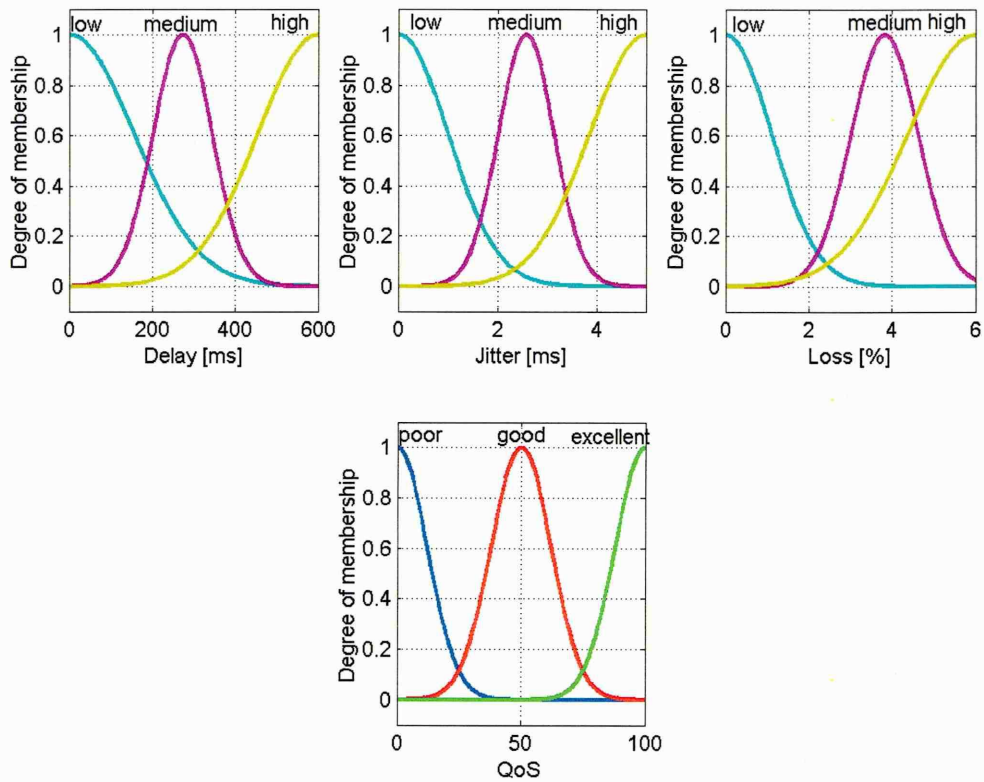 low medium high
1
0.8
0.6
0.4
0.2
0
Degree of membership
0 200 400 600
Delay [ms]
low medium high
1
0.8
0.6
0.4
0.2
0
Degree of membership
0 2 4
Jitter [ms]
low medium high
1
0.8
0.6
0.4
0.2
0
Degree of membership
0 2 4 6
Loss [%]
poor good excellent
1
0.8
0.6
0.4
0.2
0
Degree of membership
0 50 100
QoS